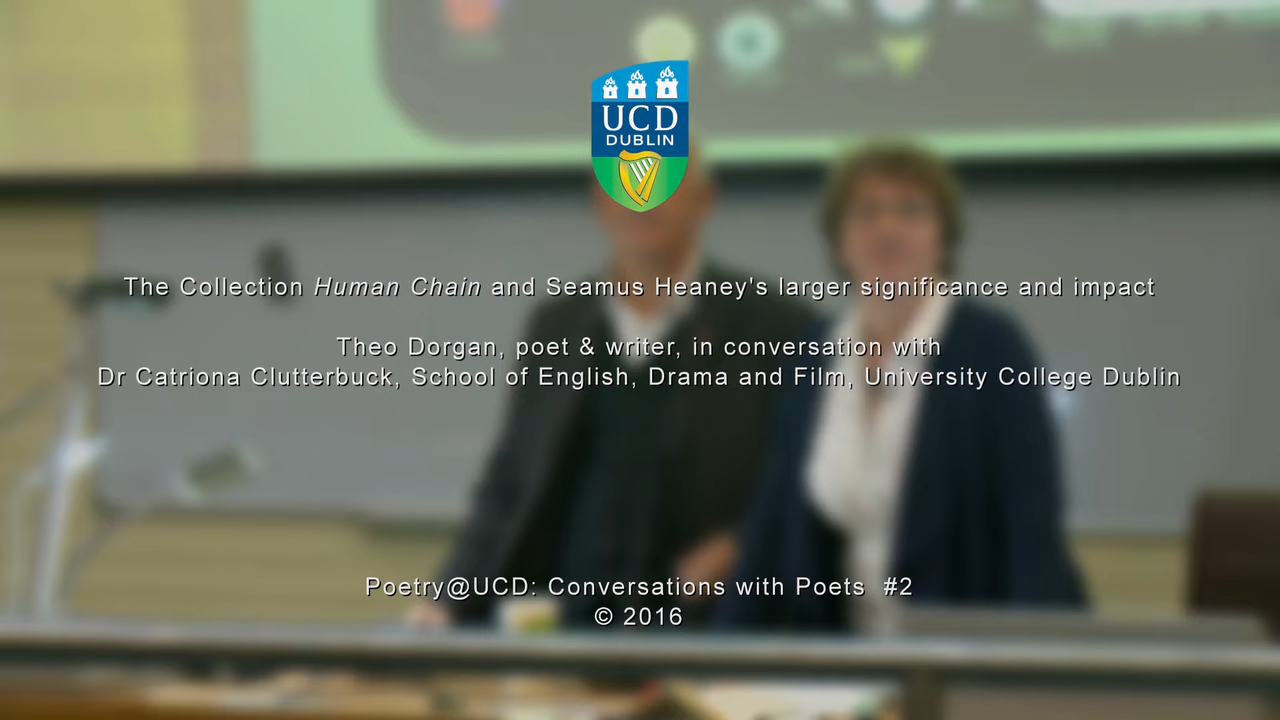 UCD
DUBLIN
The Collection Human Chain and Seamus Heaney's larger significance and impact
Theo Dorgan, poet & writer, in conversation with
Dr Catriona Clutterbuck, School of English, Drama and Film, University College Dublin
Poetry@UCD: Conversations with Poets #2
© 2016